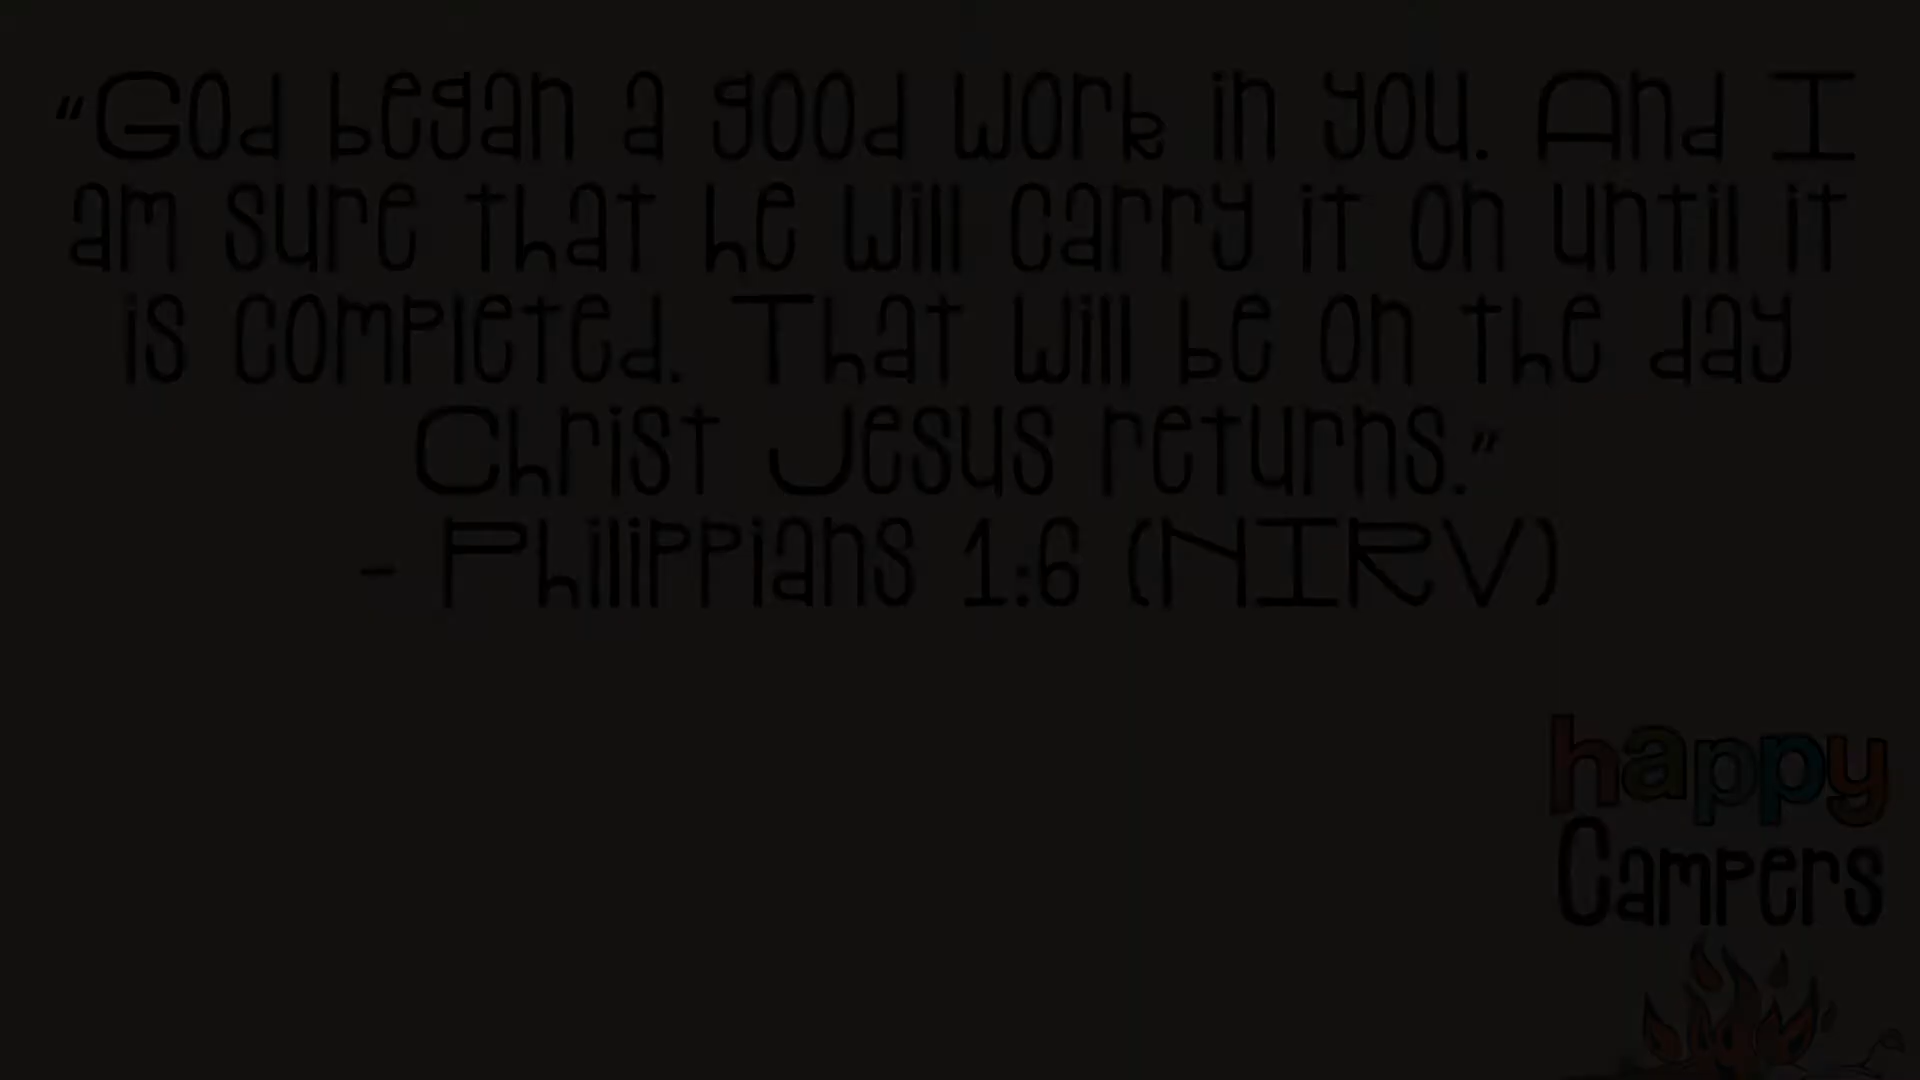 "God began a good work in you. And I
am sure that he will carry it on until it
is completed. That will be on the day
Christ Jesus returns."
- Philippians 1:6 (NIRV)
happy
Campers